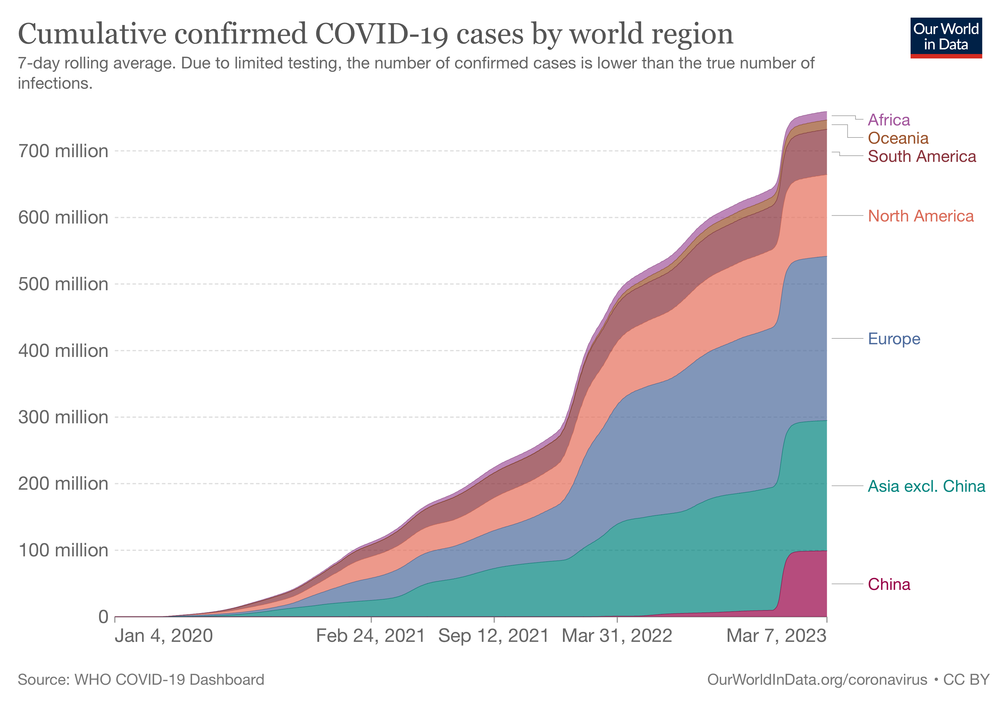 Cumulative confirmed COVID-19 cases by world region
Our World
in Data
7-day rolling average. Due to limited testing, the number of confirmed cases is lower than the true number of
infections.
700 million
600 million
500 million
400 million
300 million
200 million
100 million
0
Africa
Oceania
South America
North America
Europe
Asia excl. China
China
Jan 4, 2020
Feb 24, 2021
Sep 12, 2021
Mar 31, 2022
Mar 7, 2023
Source: WHO COVID-19 Dashboard
OurWorldInData.org/coronavirus • CC BY